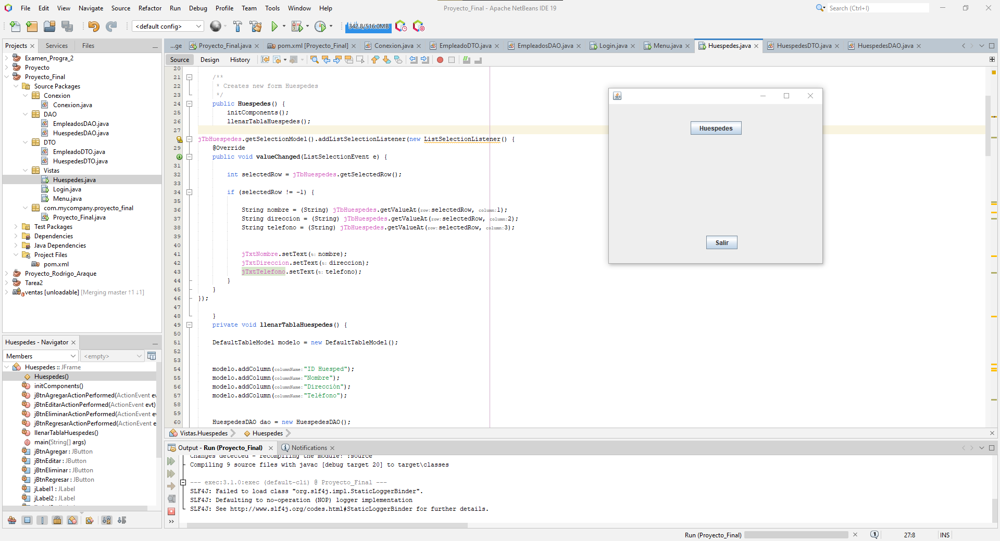 File Edit View Navigate Source Refactor Run Debug Profile Team Tools Window Help
Proyecto_Final - Apache NetBeans IDE 19
Search (Ctrl+I)
<default config>
342.8/516.0MB
Projects Services Files
Examen_Progra_2
Proyecto
Proyecto_Final
Source Packages
Conexion
Conexion.java
DAO
EmpleadosDAO.java
HuespedesDAO.java
DTO
EmpleadoDTO.java
HuespedesDTO.java
Vistas
Huespedes.java
Login.java
Menu.java
com.mycompany.proyecto_final
Proyecto_Final.java
Test Packages
Dependencies
Java Dependencies
Project Files
pom.xml
Proyecto_Rodrigo_Araque
Tarea2
ventas [unloadable] [Merging master ↑1 ↓1]
Huespedes - Navigator
Members <empty>
Huespedes :: JFrame
Huespedes()
initComponents()
jBtnAgregarActionPerformed(ActionEvent ev
jBtnEditarActionPerformed(ActionEvent evt)
jBtnEliminarActionPerformed(ActionEvent ev
jBtnRegresarActionPerformed(ActionEvent e
llenarTablaHuespedes()
main(String[] args)
jBtnAgregar : JButton
jBtnEditar : JButton
jBtnEliminar : JButton
jBtnRegresar : JButton
jLabel1 : JLabel
jLabel2 : JLabel
...ge Proyecto_Final.java pom.xml [Proyecto_Final] Conexion.java EmpleadoDTO.java EmpleadosDAO.java Login.java Menu.java Huespedes.java HuespedesDTO.java HuespedesDAO.java
Source Design History
20
21 /**
22 * Creates new form Huespedes
23 */
24 public Huespedes() {
25 initComponents();
26 llenarTablaHuespedes();
27
jTbHuespedes.getSelectionModel().addListSelectionListener(new ListSelectionListener() {
29 @Override
public void valueChanged(ListSelectionEvent e) {
31
32 int selectedRow = jTbHuespedes.getSelectedRow();
33
34 if (selectedRow != -1) {
35
36 String nombre = (String) jTbHuespedes.getValueAt(row:selectedRow, column:1);
37 String direccion = (String) jTbHuespedes.getValueAt(row:selectedRow, column:2);
38 String telefono = (String) jTbHuespedes.getValueAt(row:selectedRow, column:3);
39
40
41 jTxtNombre.setText(t: nombre);
42 jTxtDireccion.setText(t: direccion);
43 jTxtTelefono.setText(t: telefono);
44 }
45 }
46 });
47
48 }
49 private void llenarTablaHuespedes() {
50
51 DefaultTableModel modelo = new DefaultTableModel();
52
53
54 modelo.addColumn(columnName:"ID Huesped");
55 modelo.addColumn(columnName:"Nombre");
56 modelo.addColumn(columnName:"Dirección");
57 modelo.addColumn(columnName:"Teléfono");
58
59
60 HuespedesDAO dao = new HuespedesDAO();
Huespedes
Salir
Vistas.Huespedes Huespedes
Output - Run (Proyecto_Final) Notifications
Changes detected - recompiling the module! :source
Compiling 9 source files with javac [debug target 20] to target\classes
--- exec:3.1.0:exec (default-cli) @ Proyecto_Final ---
SLF4J: Failed to load class "org.slf4j.impl.StaticLoggerBinder".
SLF4J: Defaulting to no-operation (NOP) logger implementation
SLF4J: See http://www.slf4j.org/codes.html#StaticLoggerBinder for further details.
Run (Proyecto_Final) 1 27:8 INS